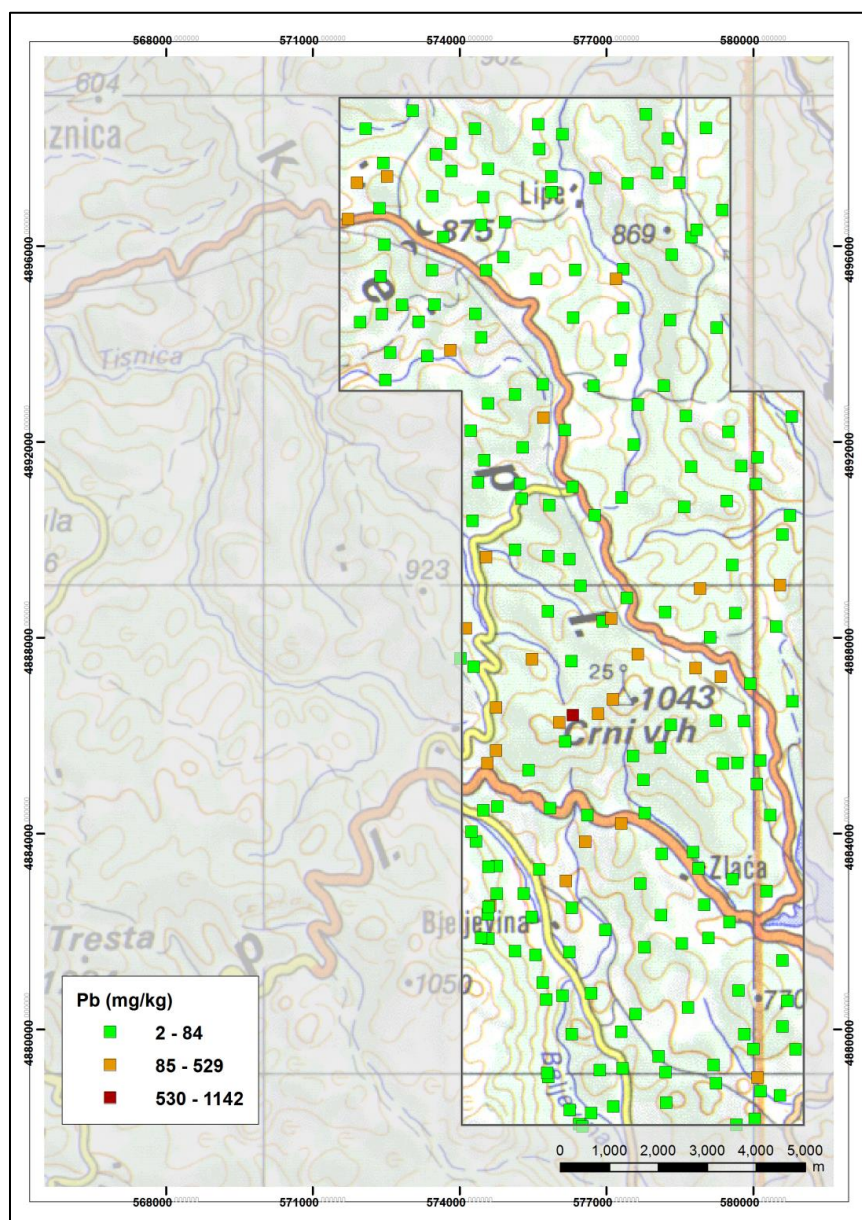 568000 571000 574000 577000 580000
604
902
znica
k
Lipe
875
869
4896000 4896000
e
Tisnica
4892000 4892000
p
923
4888000 4888000
l.
25
1043
Crni vrh
4884000 4884000
l.
Zlaća
Bjeljevina
Tresta
p
1050
770
4880000 4880000
Pb (mg/kg)
2 - 84
85 - 529
530 - 1142
0 1,000 2,000 3,000 4,000 5,000
m
568000 571000 574000 577000 580000